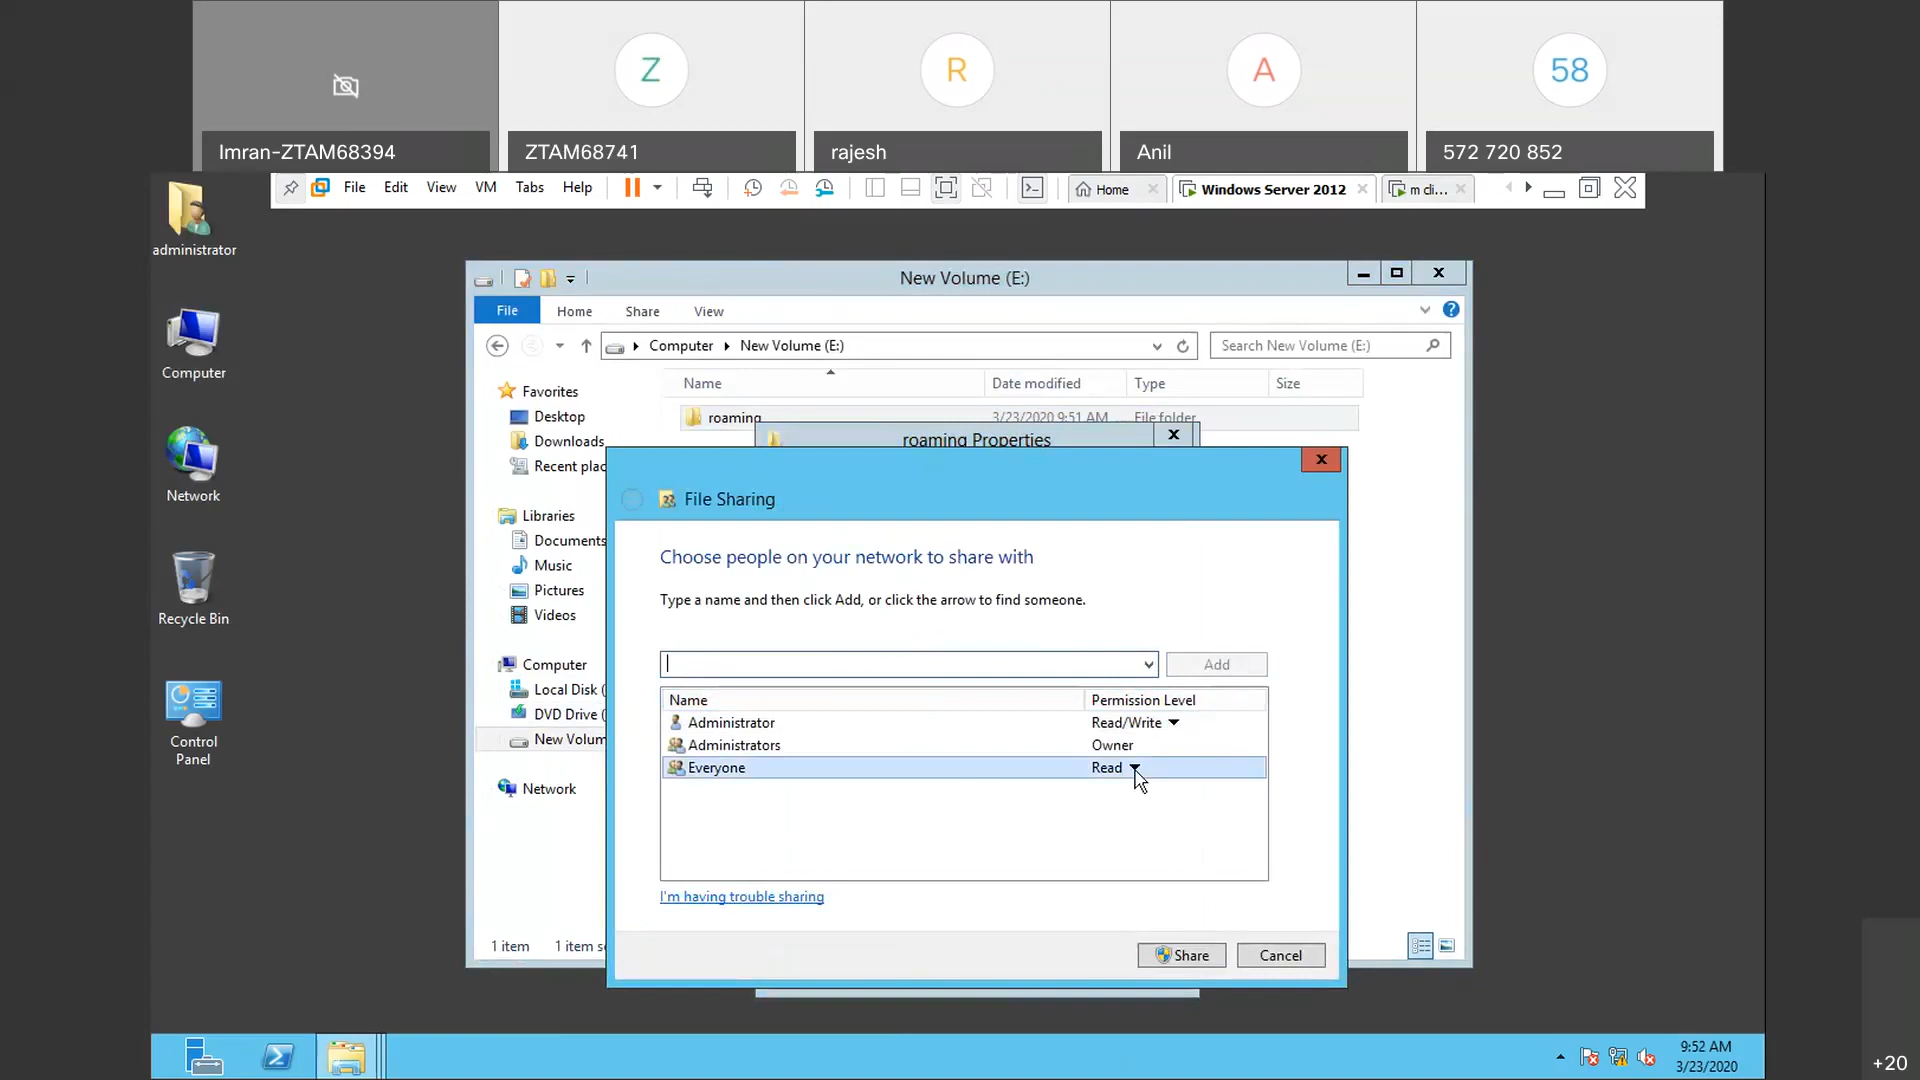 Z
R
A
58
Imran-ZTAM68394
ZTAM68741
rajesh
Anil
572 720 852
File Edit View VM Tabs Help
Home
Windows Server 2012
m cli...
administrator
Computer
Network
Recycle Bin
Control
Panel
New Volume (E:)
File Home Share View
Computer New Volume (E:)
Search New Volume (E:)
Name Date modified Type Size
roaming 3/23/2020 9:51 AM File folder
Favorites
Desktop
Downloads
Recent plac
Libraries
Documents
Music
Pictures
Videos
Computer
Local Disk (
DVD Drive (
New Volum
Network
1 item 1 item se
roaming Properties
File Sharing
Choose people on your network to share with
Type a name and then click Add, or click the arrow to find someone.
Add
Name Permission Level
Administrator Read/Write
Administrators Owner
Everyone Read
I'm having trouble sharing
Share Cancel
9:52 AM
3/23/2020
+20